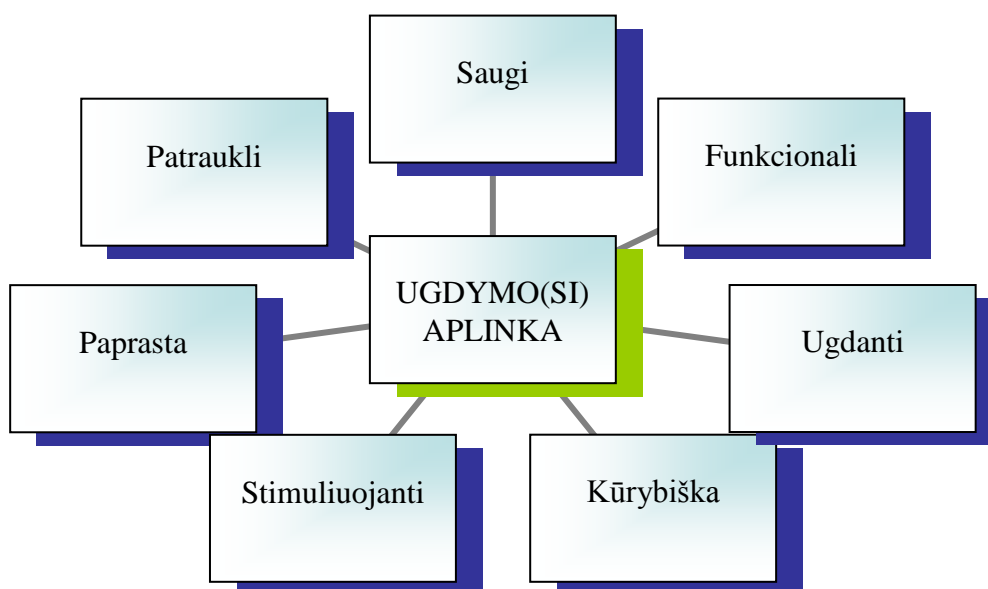 Saugi
Patraukli
Funkcionali
UGDYMO(SI)
APLINKA
Paprasta
Ugdanti
Stimuliuojanti
Kūrybiška